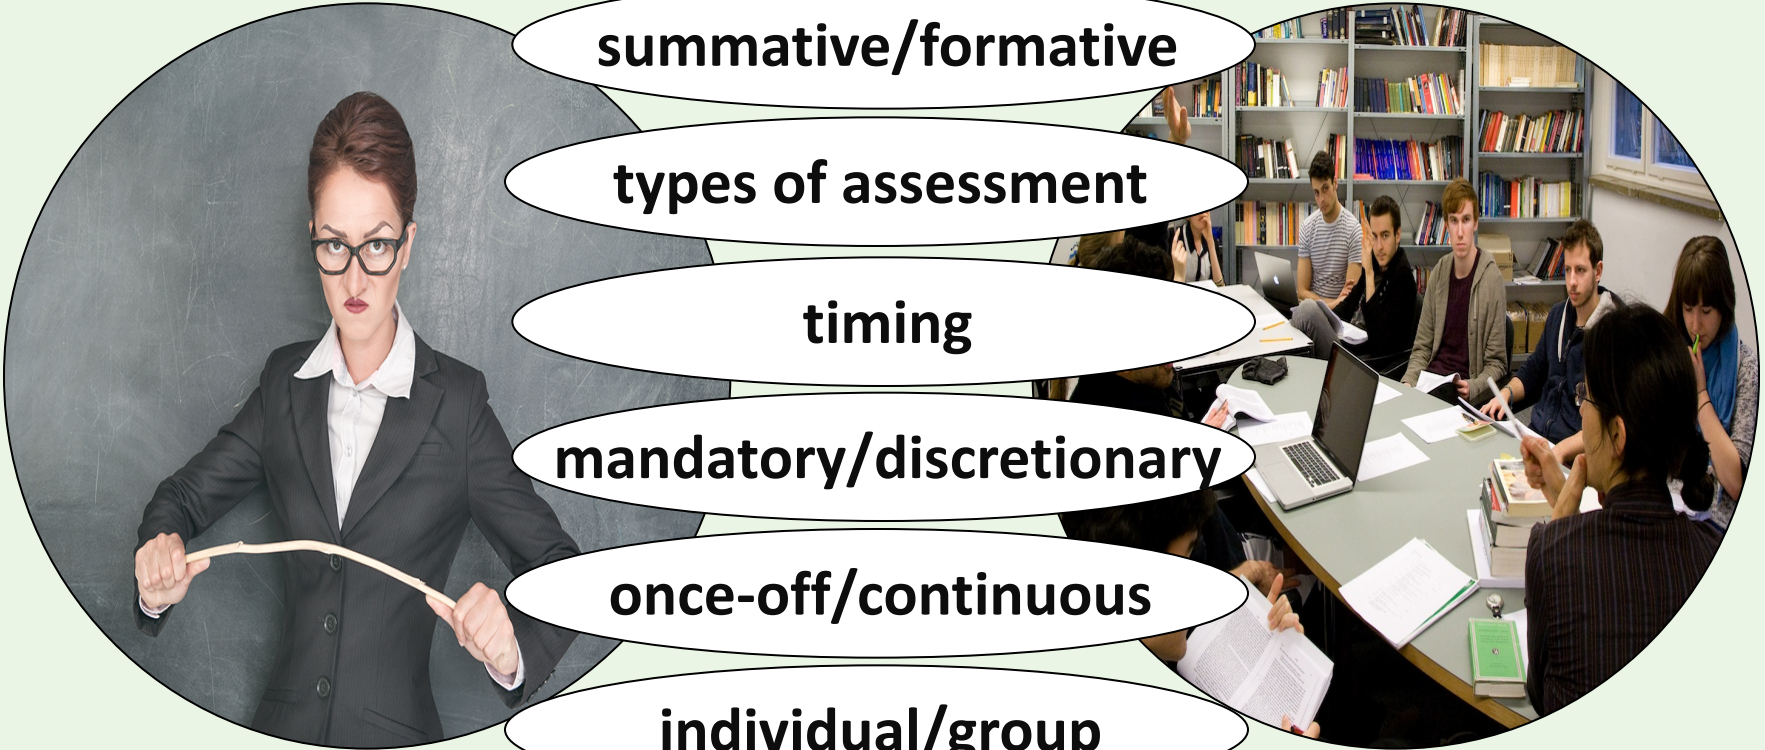 summative/formative
types of assessment
timing
mandatory/discretionary
once-off/continuous
individual/group